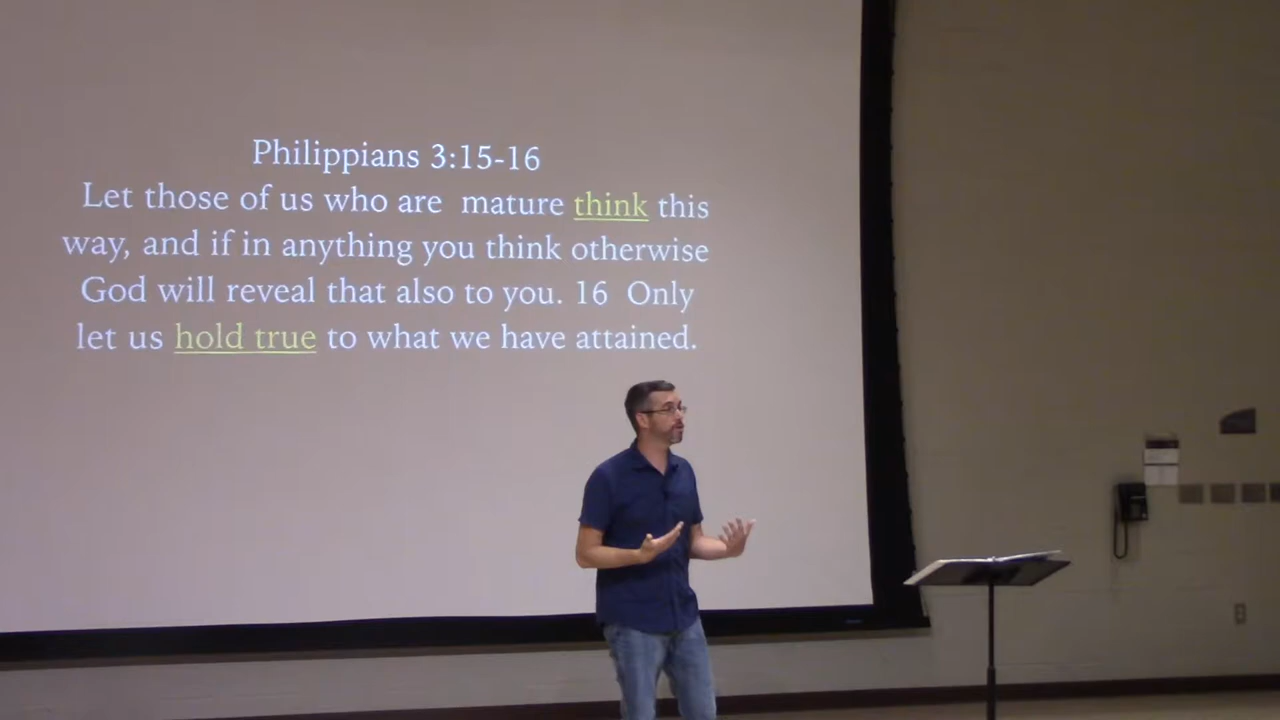 Philippians 3:15-16
Let those of us who are mature think this
way, and if in anything you think otherwise
God will reveal that also to you. 16 Only
let us hold true to what we have attained.